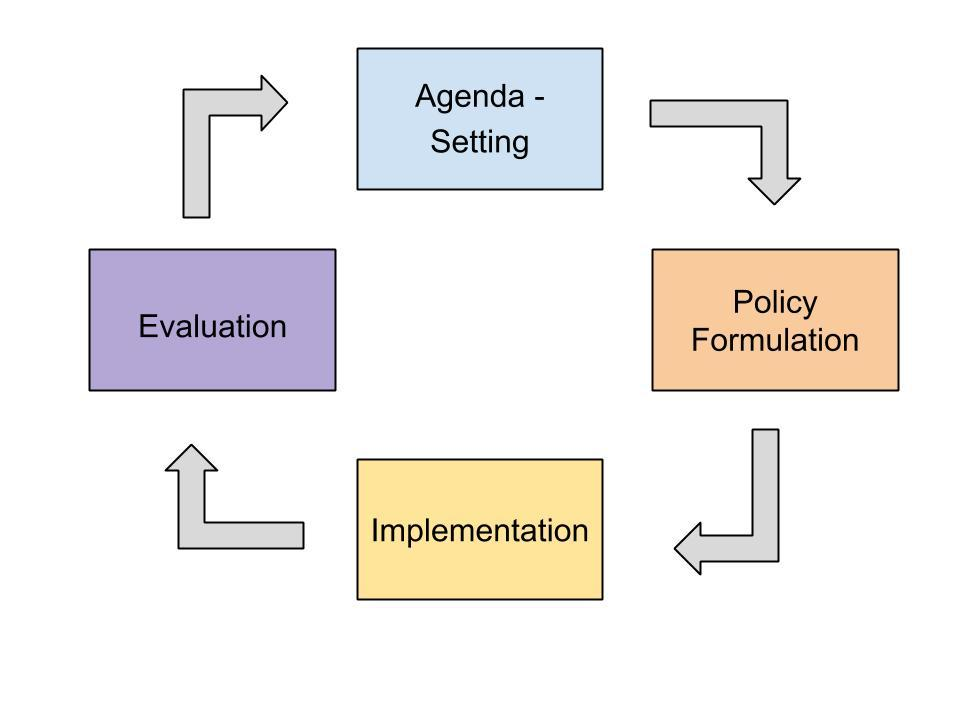 Agenda -
Setting
Policy
Formulation
Evaluation
Implementation